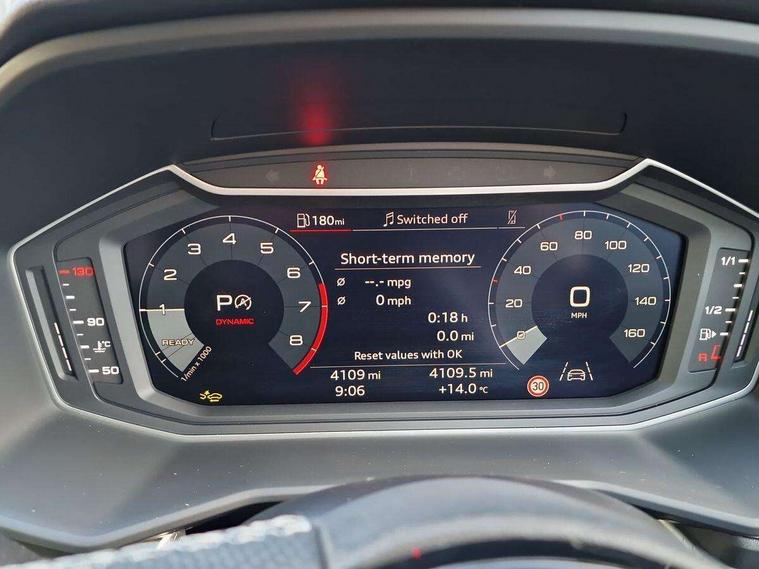 180mi
Switched off
Short-term memory
Ø --.- mpg
Ø 0 mph
0:18 h
0.0 mi
Reset values with OK
4109 mi
4109.5 mi
9:06
+14.0 °C
1
2
3
4
5
6
7
8
READY
1/min x 1000
P
DYNAMIC
0
20
40
60
80
100
120
140
160
0
MPH
30
130
90
°C
50
1/1
1/2
R